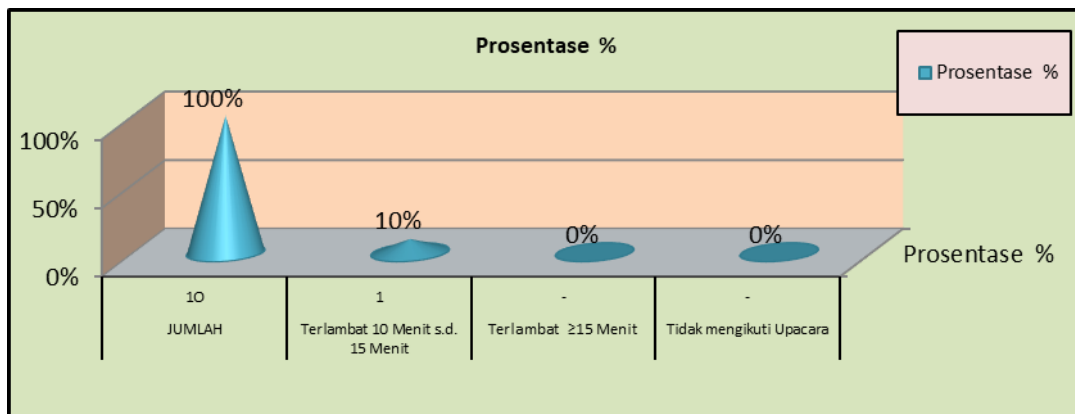 Prosentase %
Prosentase %
100%
100%
50%
0%
10%
0%
0%
Prosentase %
10
1
-
-
JUMLAH
Terlambat 10 Menit s.d.
15 Menit
Terlambat ≥15 Menit
Tidak mengikuti Upacara